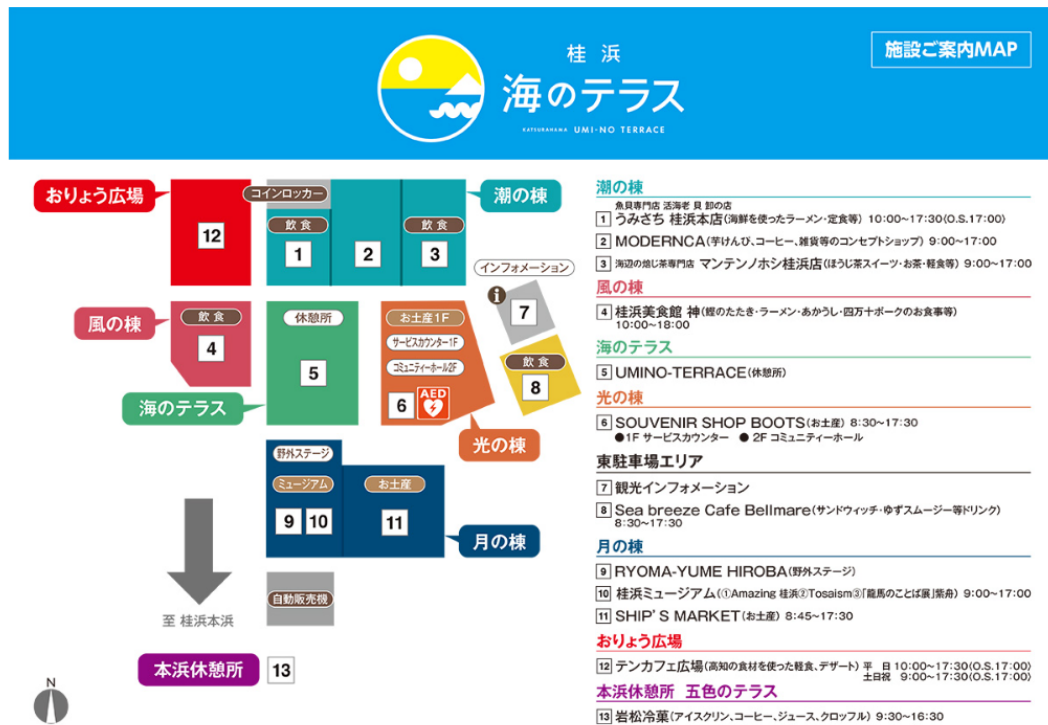 桂浜
海のテラス
KATSURAHAMA UMI-NO TERRACE
施設ご案内MAP
おりょう広場
12
コインロッカー
飲食
1
2
飲食
3
潮の棟
インフォメーション
i
7
風の棟
飲食
4
休憩所
5
お土産1F
サービスカウンター1F
コミュニティーホール2F
6
AED
飲食
8
海のテラス
光の棟
野外ステージ
ミュージアム
9 10
お土産
11
月の棟
自動販売機
至 桂浜本浜
本浜休憩所
13
N
潮の棟
魚貝専門店 活海老 貝 卸の店
1 うみざち 桂浜本店(海鮮を使ったラーメン・定食等) 10:00~17:30(O.S.17:00)
2 MODERNCA(芋けんぴ、コーヒー、雑貨等のコンセプトショップ) 9:00~17:00
3 海辺の焙じ茶専門店 マンテンノホシ桂浜店(ほうじ茶スイーツ・お茶・軽食等) 9:00~17:00
風の棟
4 桂浜美食館 神(鰹のたたき・ラーメン・あかうし・四万十ポークのお食事等)
10:00~18:00
海のテラス
5 UMINO-TERRACE(休憩所)
光の棟
6 SOUVENIR SHOP BOOTS(お土産) 8:30~17:30
●1F サービスカウンター ● 2F コミュニティーホール
東駐車場エリア
7 観光インフォメーション
8 Sea breeze Cafe Bellmare(サンドウィッチ・ゆずスムージー等ドリンク)
8:30~17:30
月の棟
9 RYOMA-YUME HIROBA(野外ステージ)
10 桂浜ミュージアム(①Amazing 桂浜②Tosaism③「龍馬のことば展」紫舟) 9:00~17:00
11 SHIP'S MARKET(お土産) 8:45~17:30
おりょう広場
12 テンカフェ広場(高知の食材を使った軽食、デザート) 平 日 10:00~17:30(O.S.17:00)
土日祝 9:00~17:30(O.S.17:00)
本浜休憩所 五色のテラス
13 岩松冷菓(アイスクリン、コーヒー、ジュース、クロッフル) 9:30~16:30